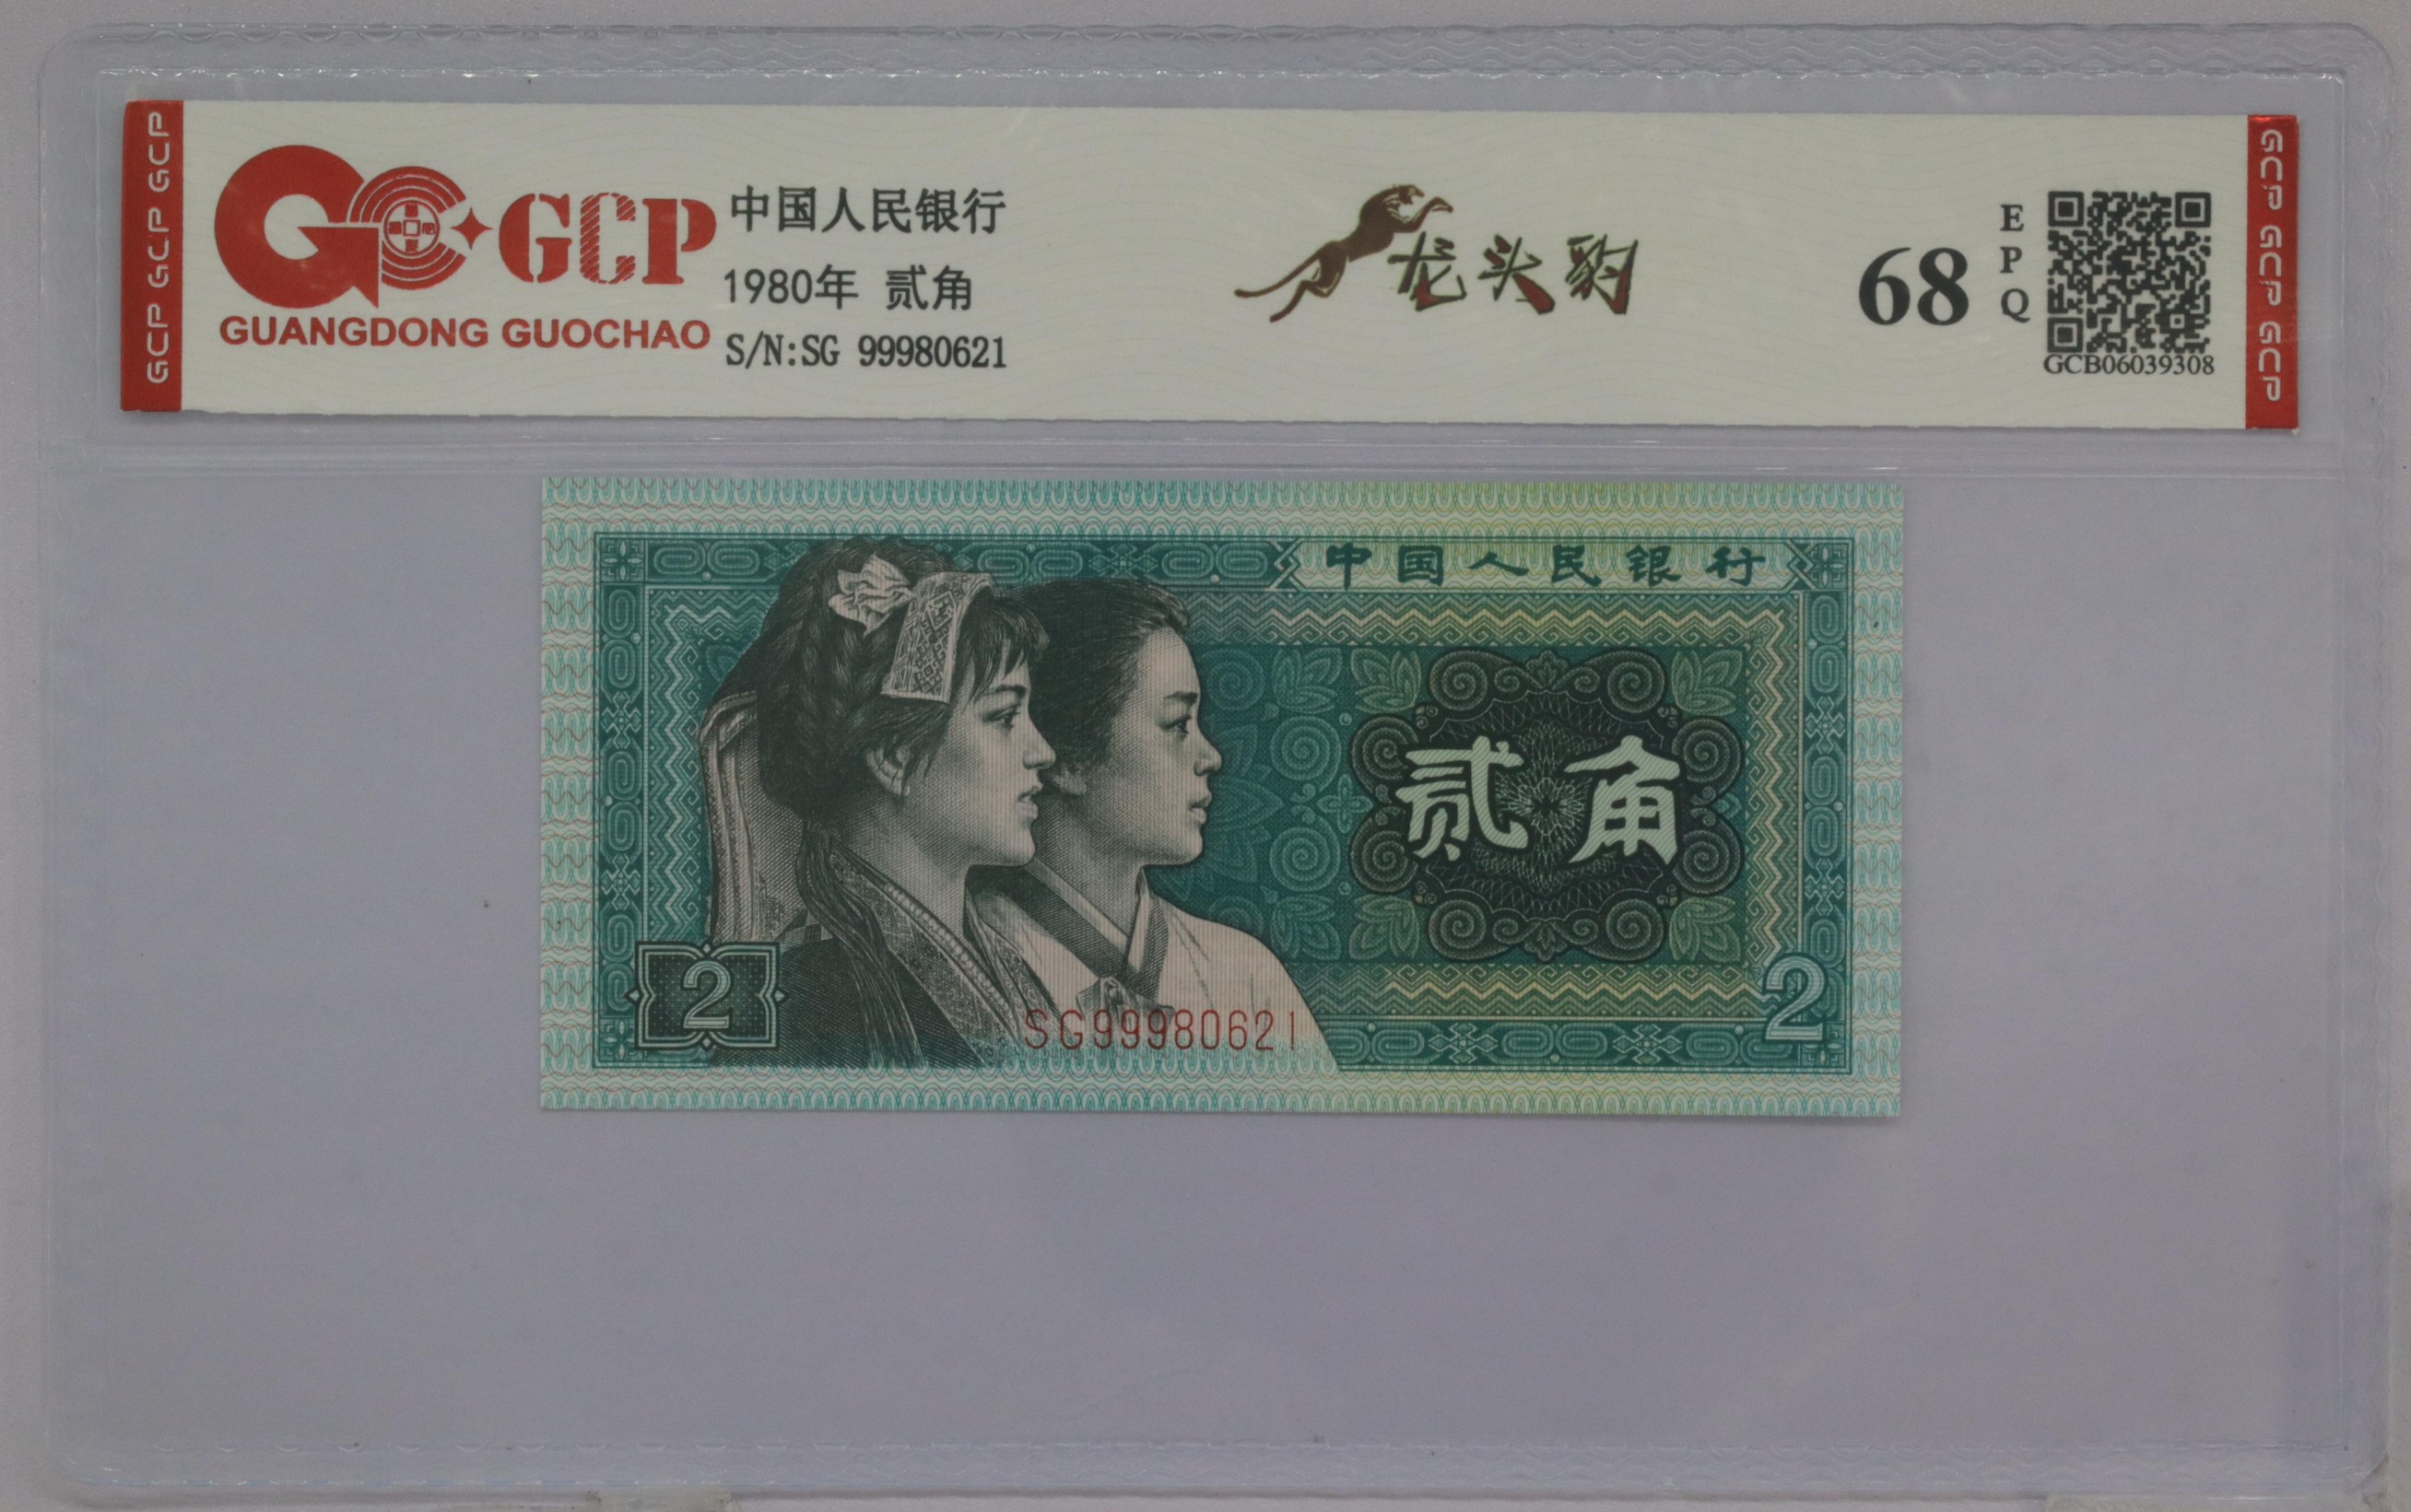 GCP GCP GCP
GCP
GUANGDONG GUOCHAO
中国人民银行
1980年 贰角
S/N:SG 99980621
龙头豹
68
EPQ
GCB06039308
GCP GCP GCP
中国人民银行
贰角
2
SG99980621
2